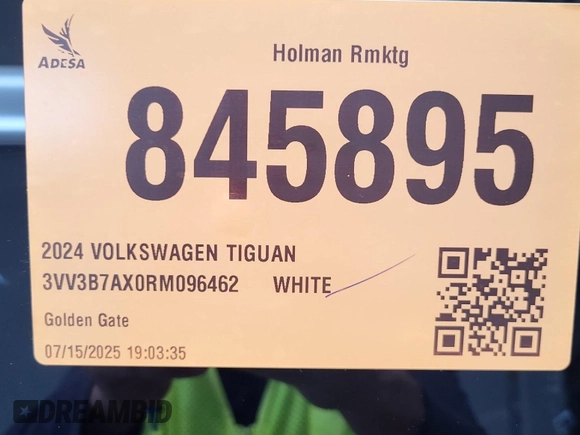 ADESA
Holman Rmktg
845895
2024 VOLKSWAGEN TIGUAN
3VV3B7AX0RM096462 WHITE
Golden Gate
07/15/2025 19:03:35
DREAMBID